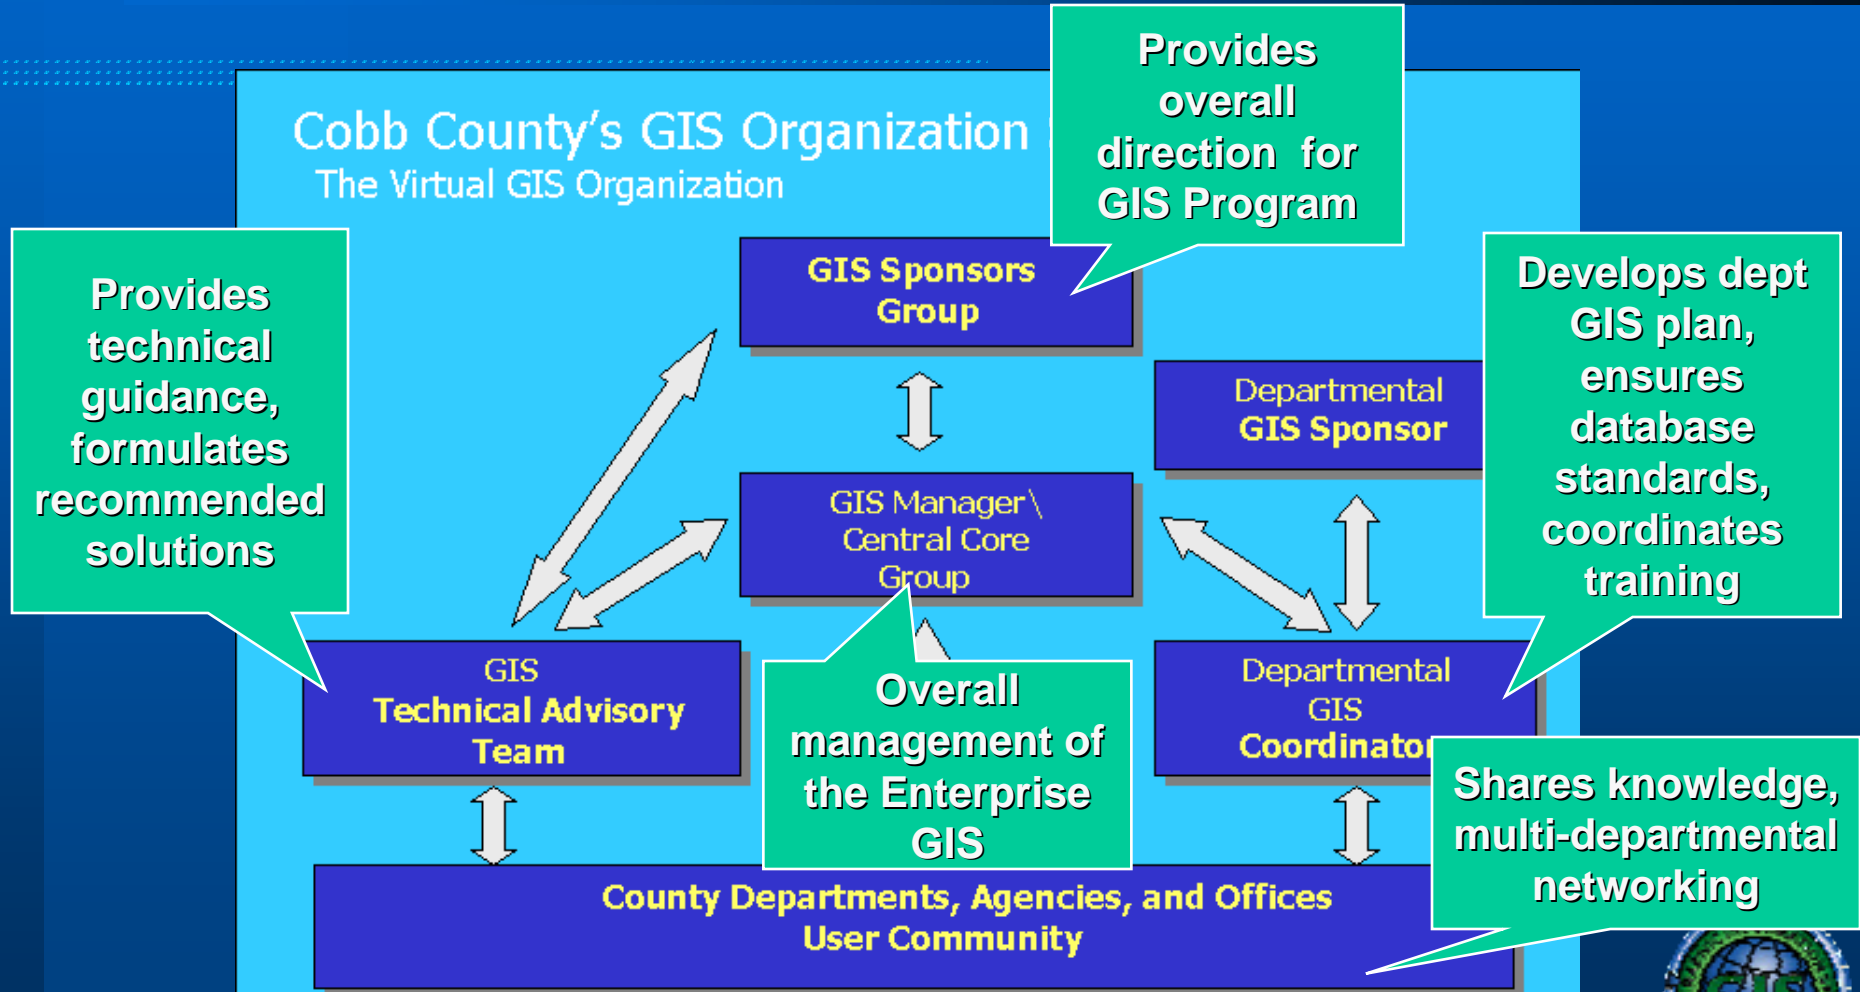 Provides
overall
direction for
GIS Program
Cobb County's GIS Organization
The Virtual GIS Organization
Provides
technical
guidance,
formulates
recommended
solutions
GIS Sponsors
Group
Develops dept
GIS plan,
ensures
database
standards,
coordinates
training
Departmental
GIS Sponsor
GIS Manager\
Central Core
Group
GIS
Technical Advisory
Team
Overall
management of
the Enterprise
GIS
Departmental
GIS
Coordinator
Shares knowledge,
multi-departmental
networking
County Departments, Agencies, and Offices
User Community